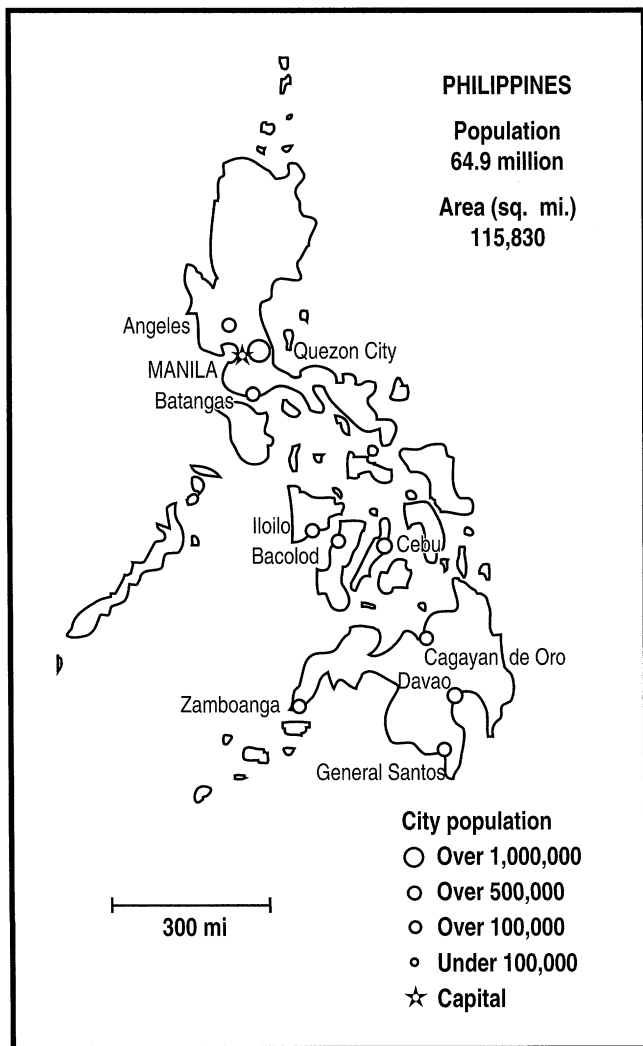 PHILIPPINES
Population
64.9 million
Area (sq. mi.)
115,830
Angeles
Quezon City
MANILA
Batangas
Iloilo
Bacolod
Cebu
Cagayan de Oro
Davao
Zamboanga
General Santos
City population
Over 1,000,000
Over 500,000
Over 100,000
Under 100,000
Capital
300 mi